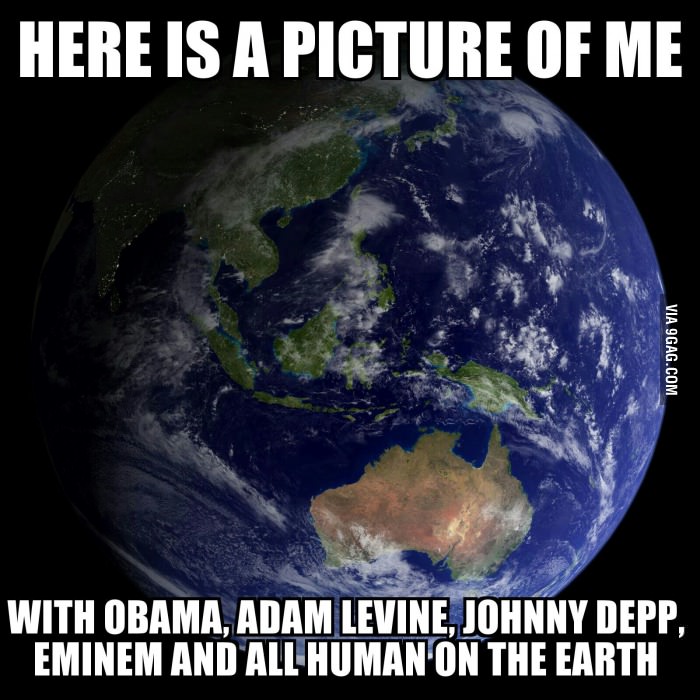 HERE IS A PICTURE OF ME
VIA 9GAG.COM
WITH OBAMA, ADAM LEVINE, JOHNNY DEPP,
EMINEM AND ALL HUMAN ON THE EARTH